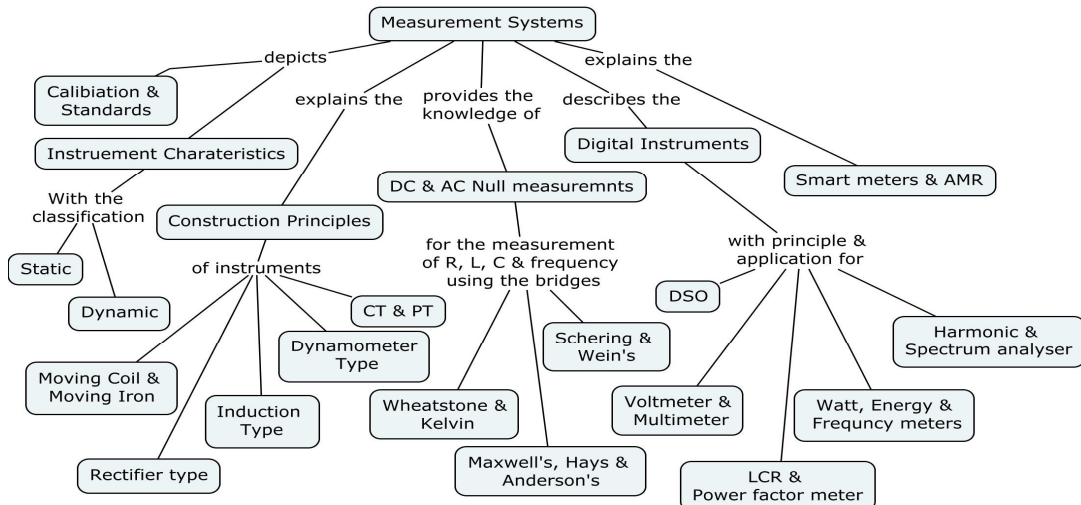 Measurement Systems
depicts
explains the
Calibiation &
Standards
explains the
provides the
knowledge of
describes the
Instruement Charateristics
Digital Instruments
Smart meters & AMR
DC & AC Null measuremnts
With the
classification
Construction Principles
for the measurement
of R, L, C & frequency
using the bridges
with principle &
application for
Static
of instruments
DSO
Dynamic
CT & PT
Dynamometer
Type
Schering &
Wein's
Harmonic &
Spectrum analyser
Moving Coil &
Moving Iron
Induction
Type
Wheatstone &
Kelvin
Voltmeter &
Multimeter
Watt, Energy &
Frequncy meters
Rectifier type
Maxwell's, Hays &
Anderson's
LCR &
Power factor meter